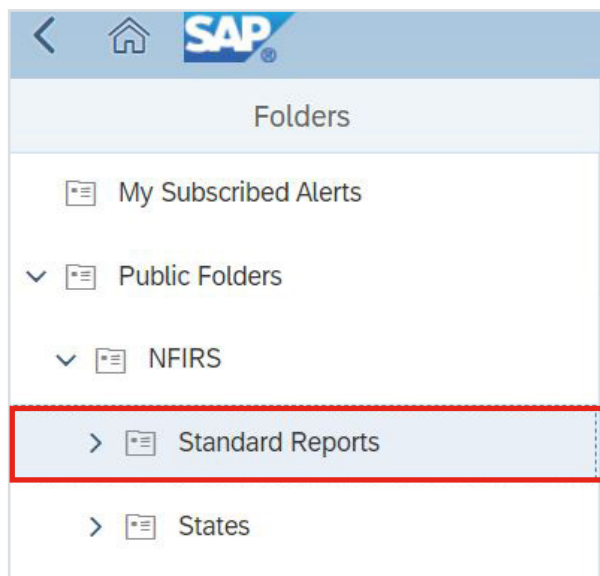 SAP®
Folders
My Subscribed Alerts
Public Folders
NFIRS
Standard Reports
States